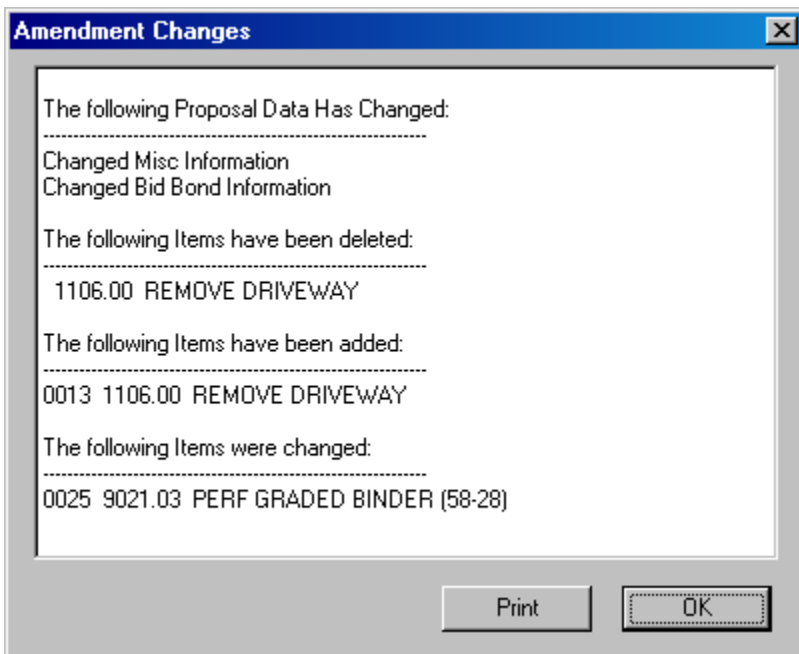 Amendment Changes
The following Proposal Data Has Changed:
----------------------------------------------------------------
Changed Misc Information
Changed Bid Bond Information
The following Items have been deleted:
----------------------------------------------------------------
1106.00 REMOVE DRIVEWAY
The following Items have been added:
----------------------------------------------------------------
0013 1106.00 REMOVE DRIVEWAY
The following Items were changed:
----------------------------------------------------------------
0025 9021.03 PERF GRADED BINDER (58-28)
Print OK